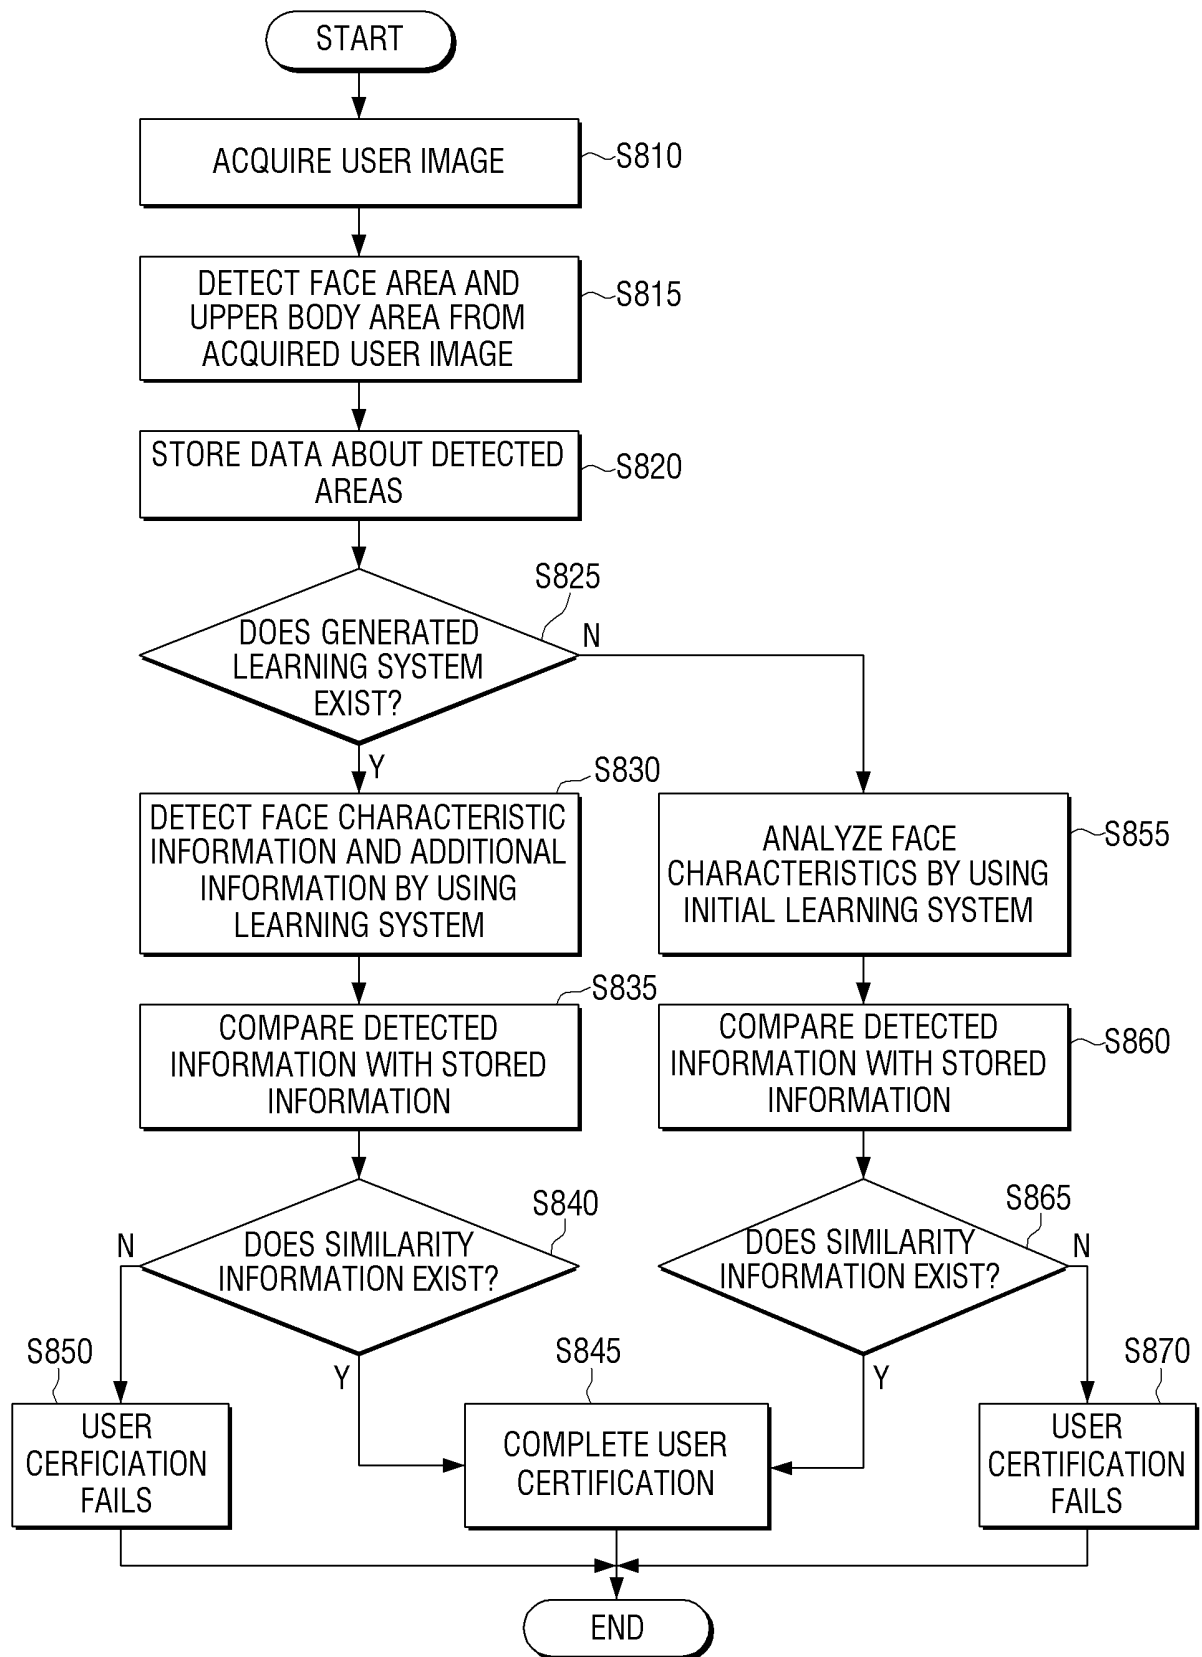 START
ACQUIRE USER IMAGE
S810
DETECT FACE AREA AND
UPPER BODY AREA FROM
ACQUIRED USER IMAGE
S815
STORE DATA ABOUT DETECTED
AREAS
S820
S825
DOES GENERATED
LEARNING SYSTEM
EXIST?
N
Y
S830
DETECT FACE CHARACTERISTIC
INFORMATION AND ADDITIONAL
INFORMATION BY USING
LEARNING SYSTEM
ANALYZE FACE
CHARACTERISTICS BY USING
INITIAL LEARNING SYSTEM
S855
S835
COMPARE DETECTED
INFORMATION WITH STORED
INFORMATION
COMPARE DETECTED
INFORMATION WITH STORED
INFORMATION
S860
S840
DOES SIMILARITY
INFORMATION EXIST?
N
Y
S865
DOES SIMILARITY
INFORMATION EXIST?
N
Y
S850
USER
CERFICIATION
FAILS
S845
COMPLETE USER
CERTIFICATION
S870
USER
CERTIFICATION
FAILS
END